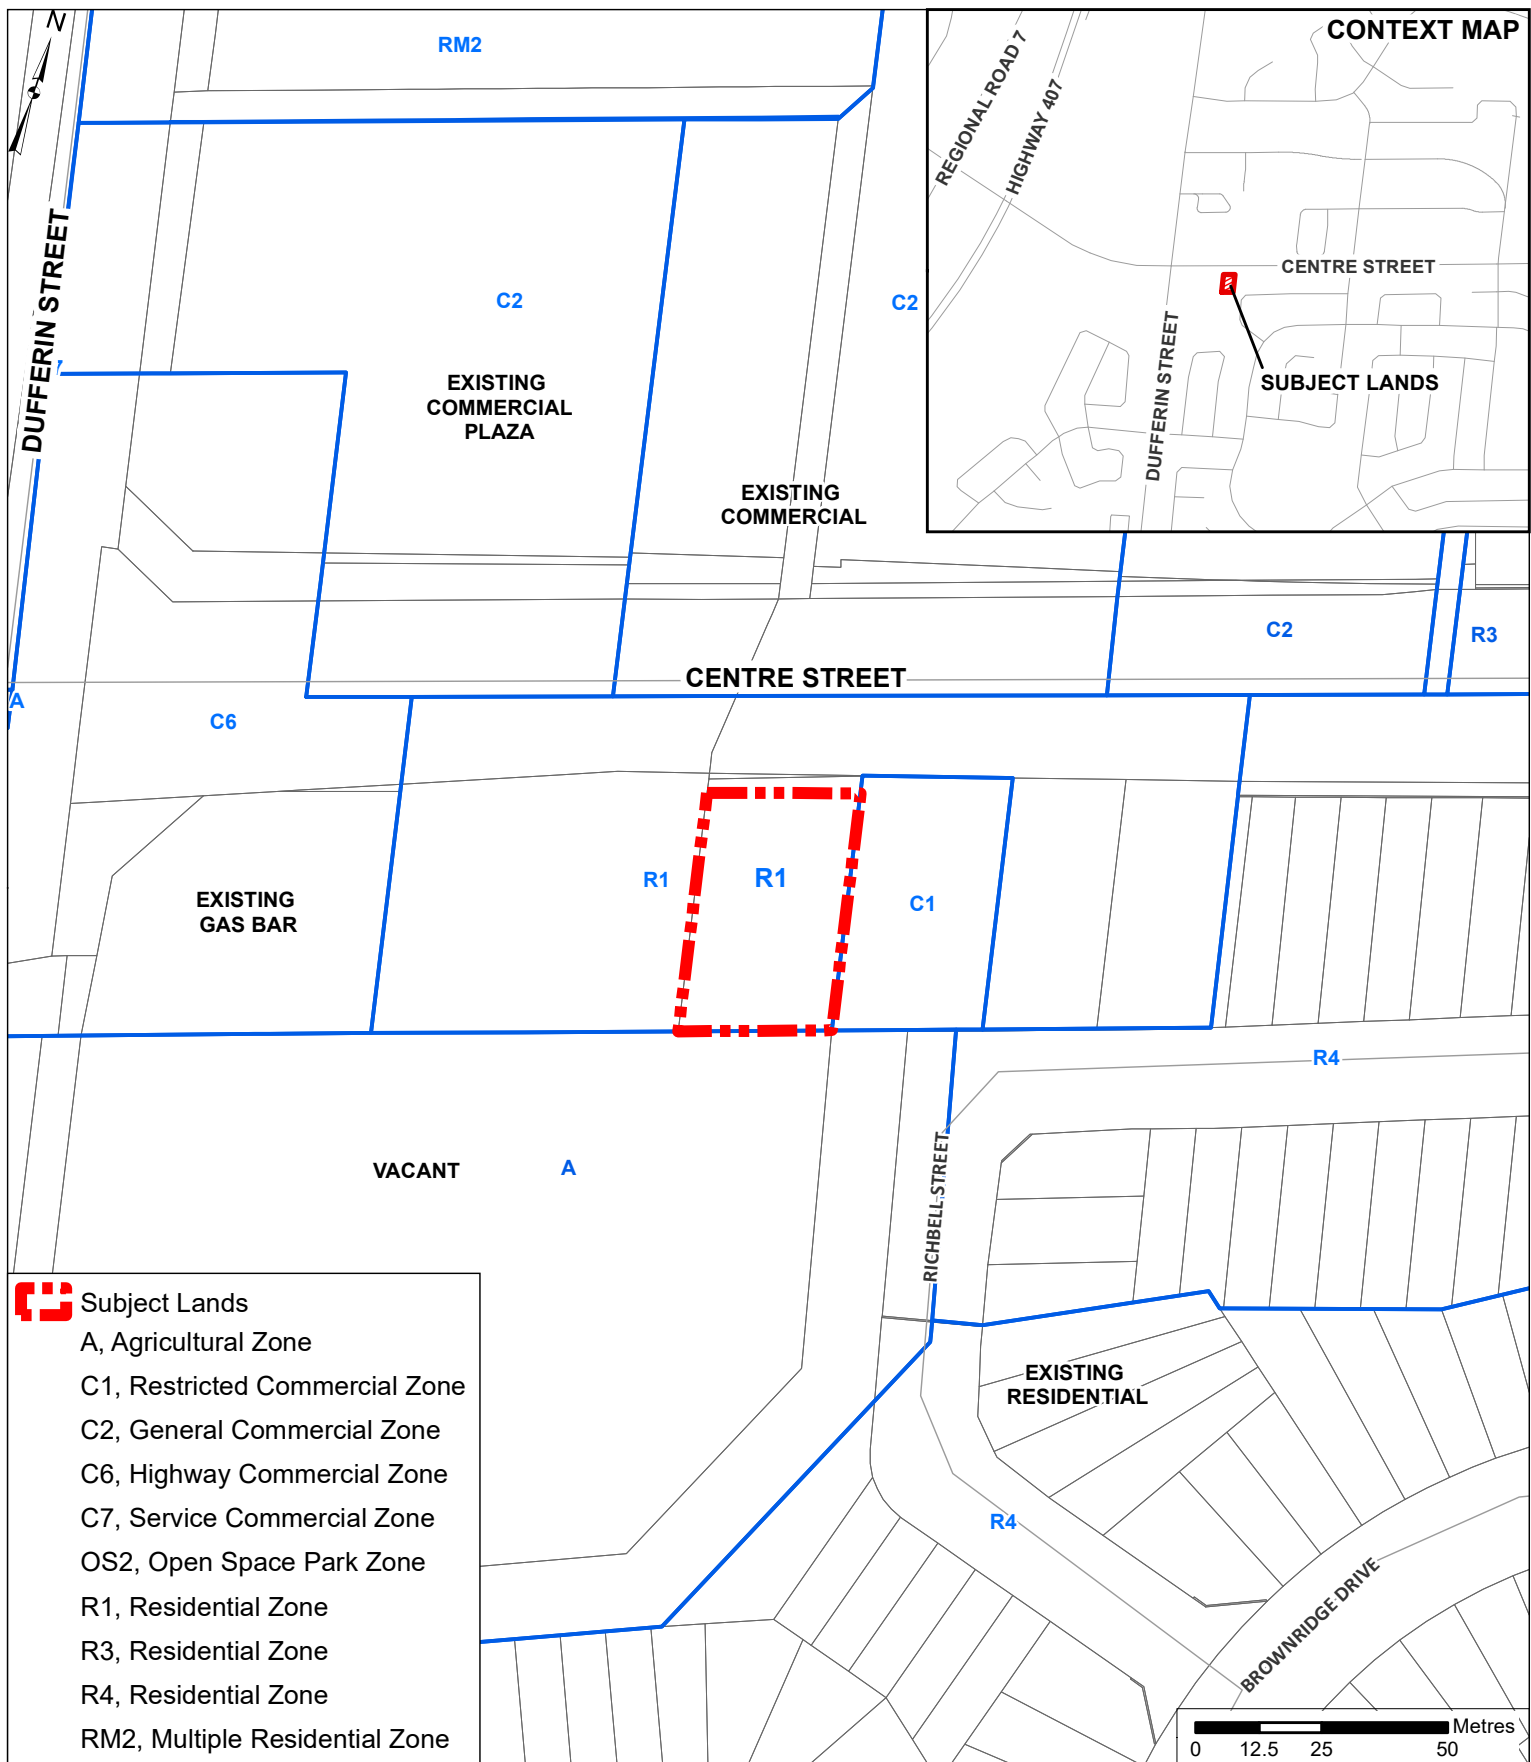 N
RM2
CONTEXT MAP
REGIONAL ROAD 7
HIGHWAY 407
CENTRE STREET
DUFFERIN STREET
SUBJECT LANDS
DUFFERIN STREET
C2
C2
EXISTING
COMMERCIAL
PLAZA
EXISTING
COMMERCIAL
C2
R3
CENTRE STREET
A
C6
R1
R1
C1
EXISTING
GAS BAR
R4
VACANT
A
RICHBELL STREET
EXISTING
RESIDENTIAL
R4
BROWNRIDGE DRIVE
Subject Lands
A, Agricultural Zone
C1, Restricted Commercial Zone
C2, General Commercial Zone
C6, Highway Commercial Zone
C7, Service Commercial Zone
OS2, Open Space Park Zone
R1, Residential Zone
R3, Residential Zone
R4, Residential Zone
RM2, Multiple Residential Zone
Metres
0 12.5 25 50